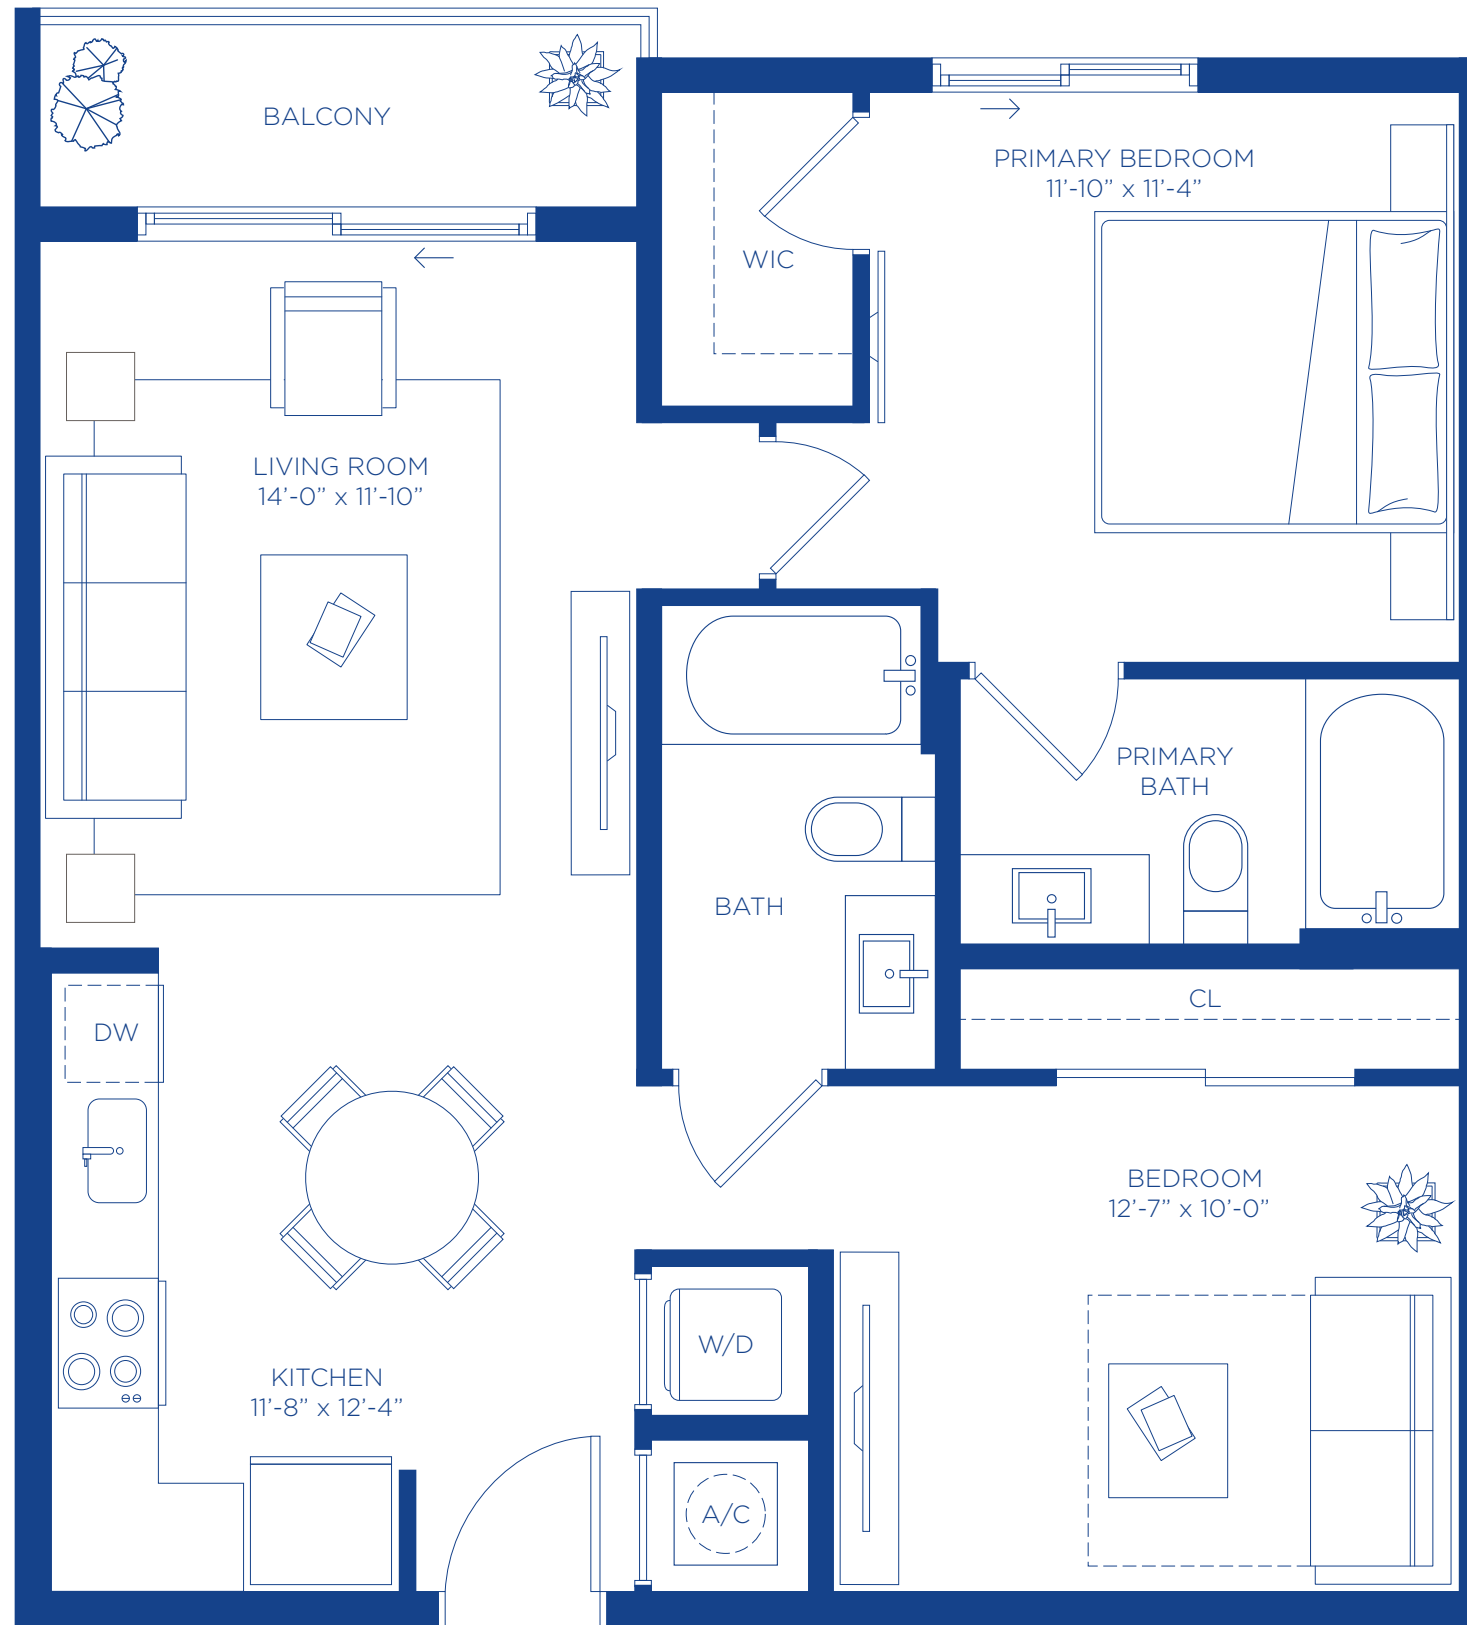 BALCONY
PRIMARY BEDROOM
11’-10” x 11’-4”
WIC
LIVING ROOM
14’-0” x 11’-10”
PRIMARY
BATH
BATH
CL
DW
BEDROOM
12’-7” x 10’-0”
W/D
KITCHEN
11’-8” x 12’-4”
A/C